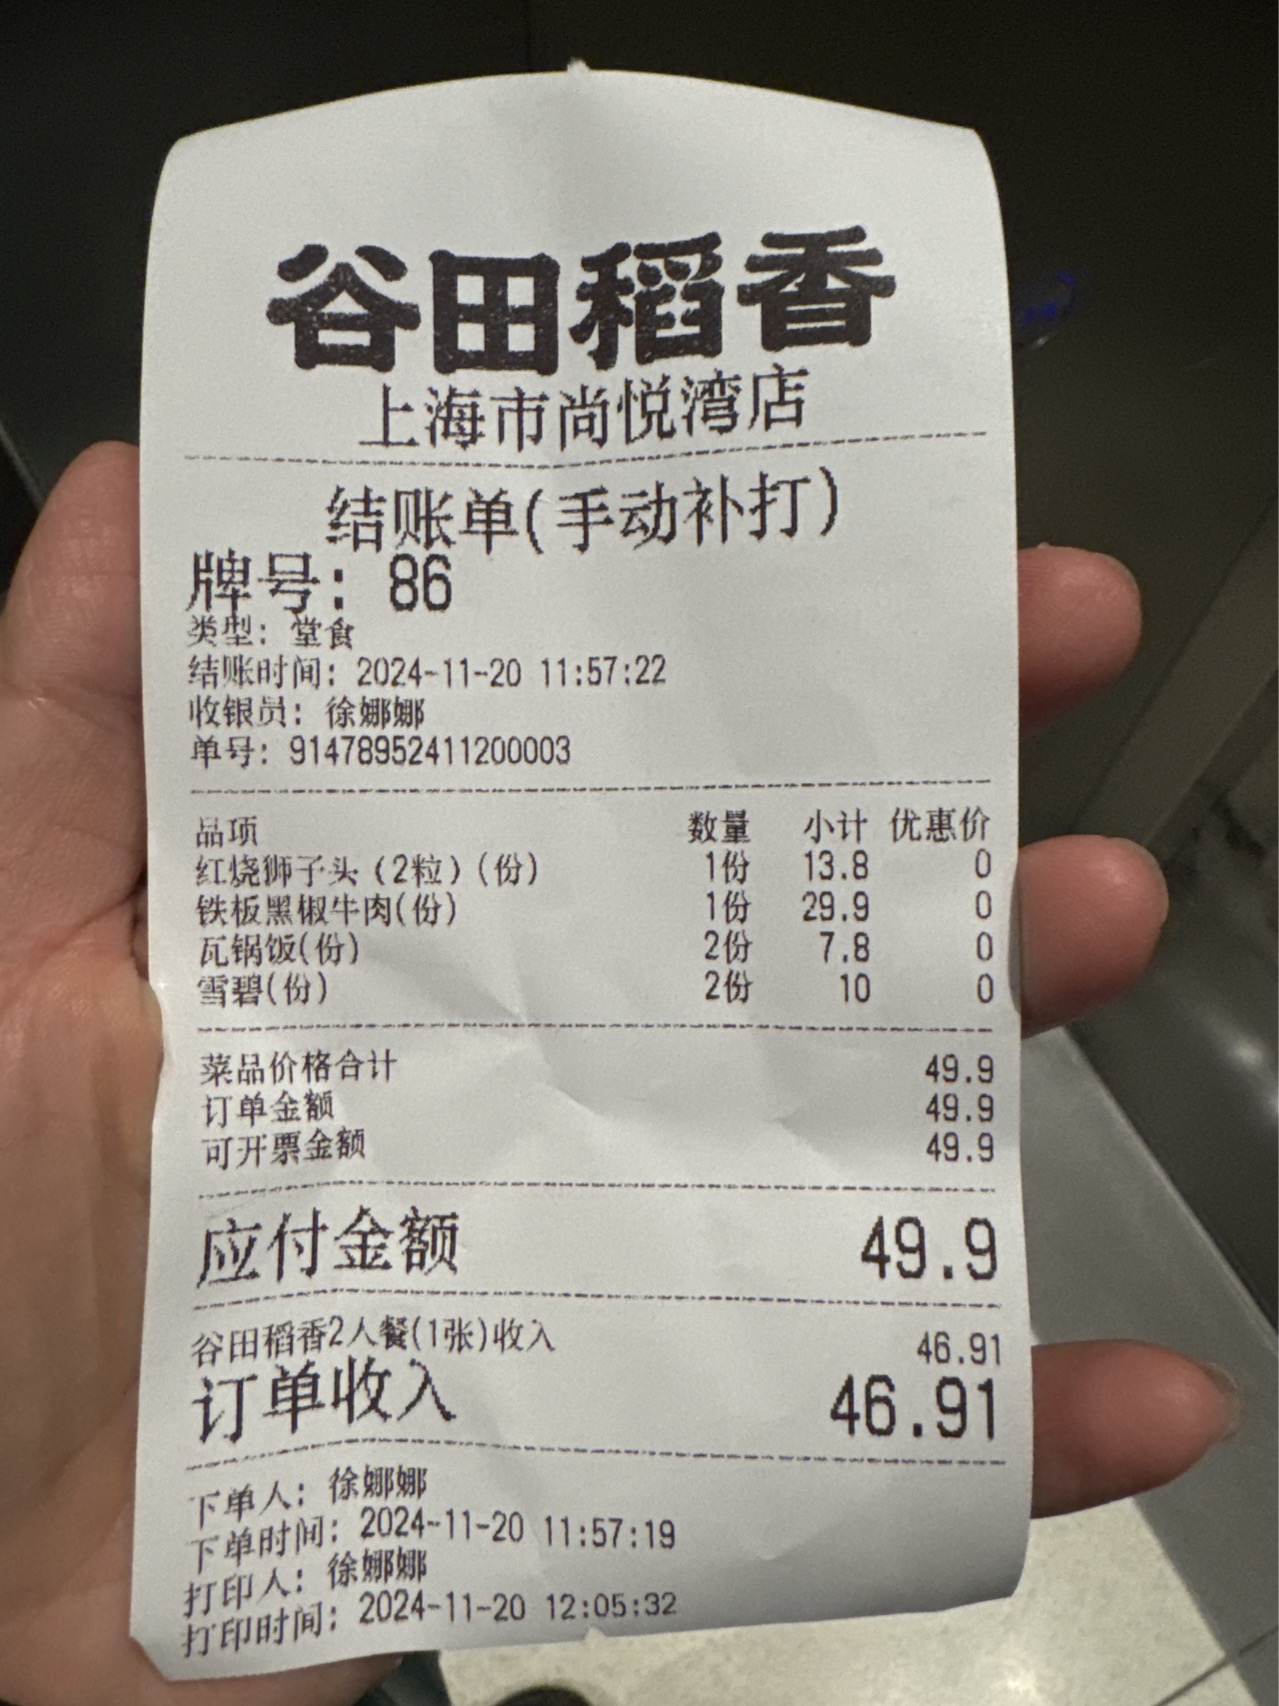 谷田稻香
上海市尚悦湾店
结账单(手动补打)
牌号: 86
类型: 堂食
结账时间: 2024-11-20 11:57:22
收银员: 徐娜娜
单号: 91478952411200003
品项 数量 小计 优惠价
红烧狮子头(2粒)(份) 1份 13.8 0
铁板黑椒牛肉(份) 1份 29.9 0
瓦锅饭(份) 2份 7.8 0
雪碧(份) 2份 10 0
菜品价格合计 49.9
订单金额 49.9
可开票金额 49.9
应付金额 49.9
谷田稻香2人餐(1张)收入 46.91
订单收入 46.91
下单人: 徐娜娜
下单时间: 2024-11-20 11:57:19
打印人: 徐娜娜
打印时间: 2024-11-20 12:05:32